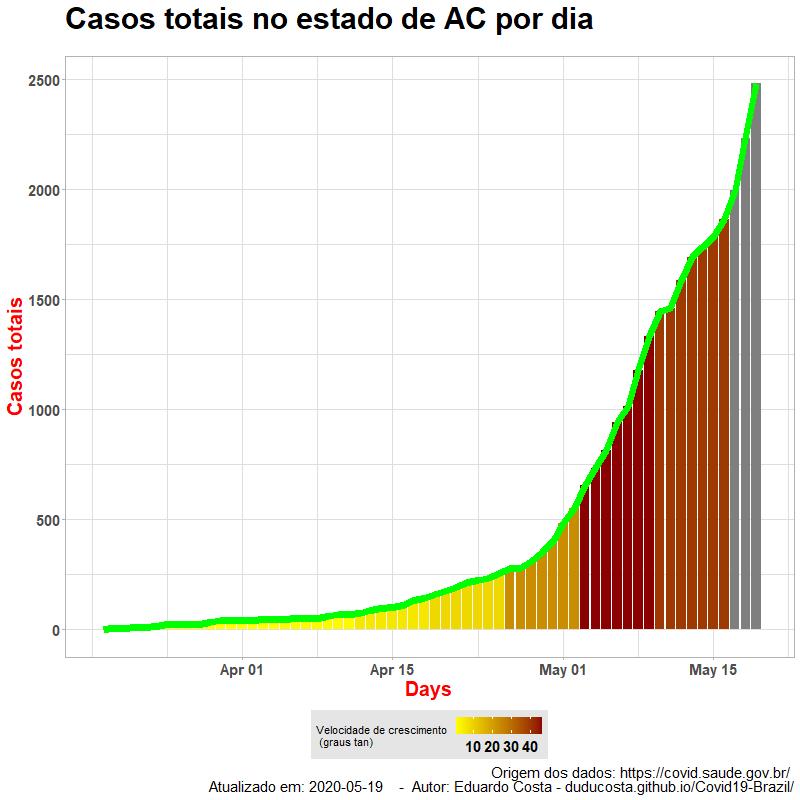 Casos totais no estado de AC por dia
Casos totais
2500
2000
1500
1000
500
0
Apr 01 Apr 15 May 01 May 15
Days
Velocidade de crescimento
(graus tan)
10 20 30 40
Origem dos dados: https://covid.saude.gov.br/
Atualizado em: 2020-05-19 - Autor: Eduardo Costa - duducosta.github.io/Covid19-Brazil/